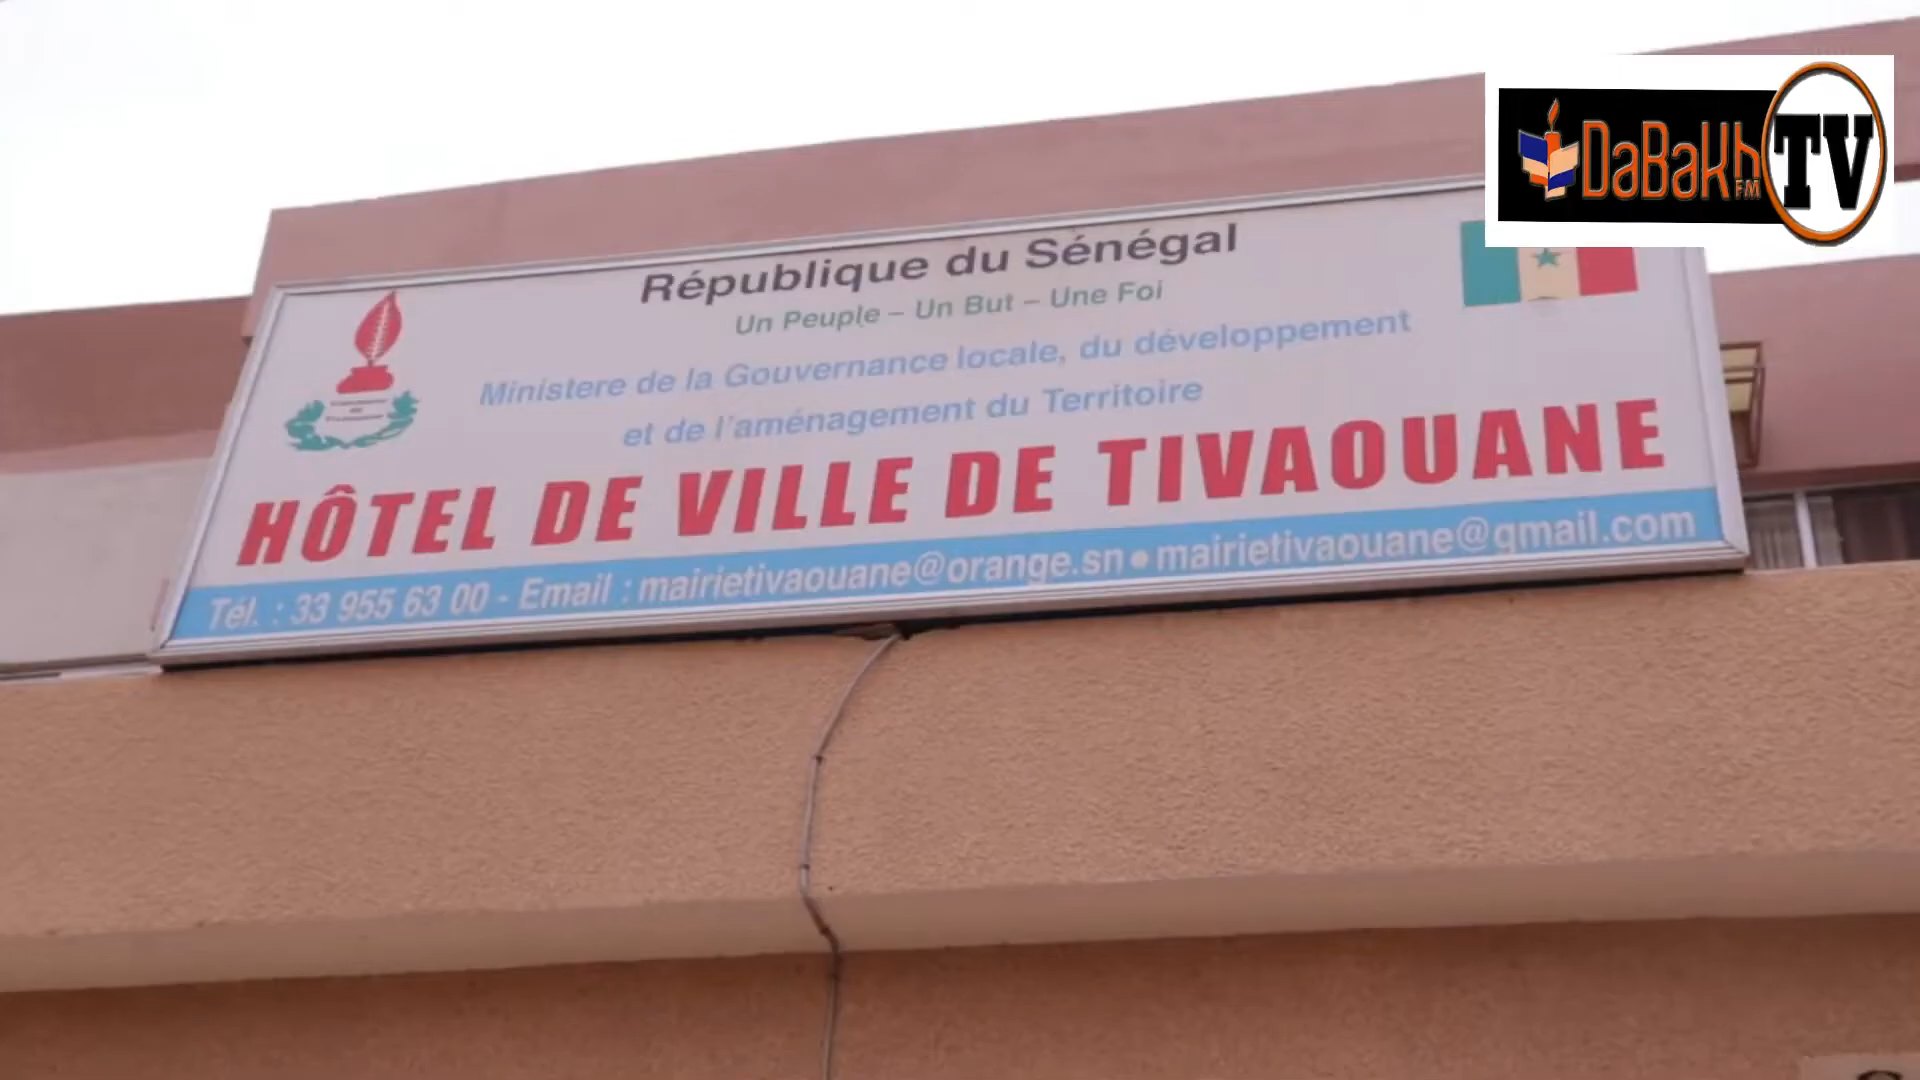 DaBaKh FM TV
République du Sénégal
Un Peuple – Un But – Une Foi
Ministere de la Gouvernance locale, du développement
et de l'aménagement du Territoire
HÔTEL DE VILLE DE TIVAOUANE
Tél. : 33 955 63 00 - Email : mairietivaouane@orange.sn • mairietivaouane@gmail.com